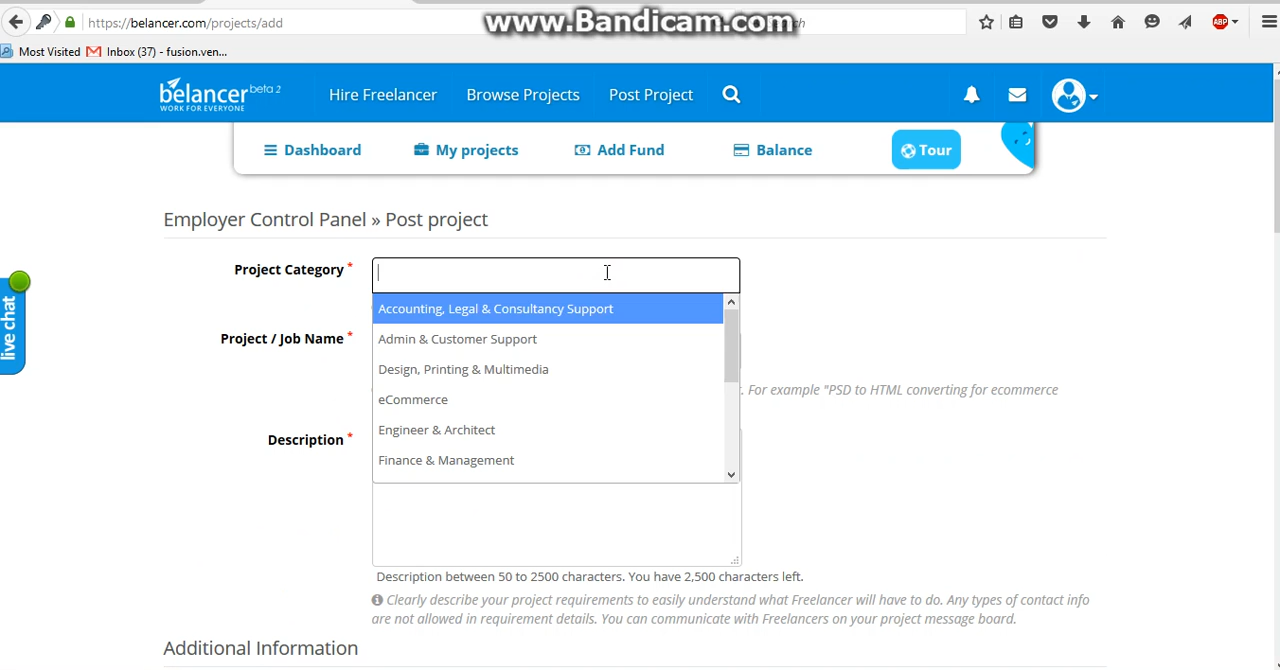 https://belancer.com/projects/add
www.Bandicam.com
Most Visited Inbox (37) - fusion.ven...
belancer beta 2
WORK FOR EVERYONE
Hire Freelancer Browse Projects Post Project
Dashboard My projects Add Fund Balance Tour
Employer Control Panel » Post project
live chat
Project Category *
Accounting, Legal & Consultancy Support
Admin & Customer Support
Project / Job Name *
Design, Printing & Multimedia
. For example "PSD to HTML converting for ecommerce
eCommerce
Engineer & Architect
Description *
Finance & Management
Description between 50 to 2500 characters. You have 2,500 characters left.
Clearly describe your project requirements to easily understand what Freelancer will have to do. Any types of contact info
are not allowed in requirement details. You can communicate with Freelancers on your project message board.
Additional Information